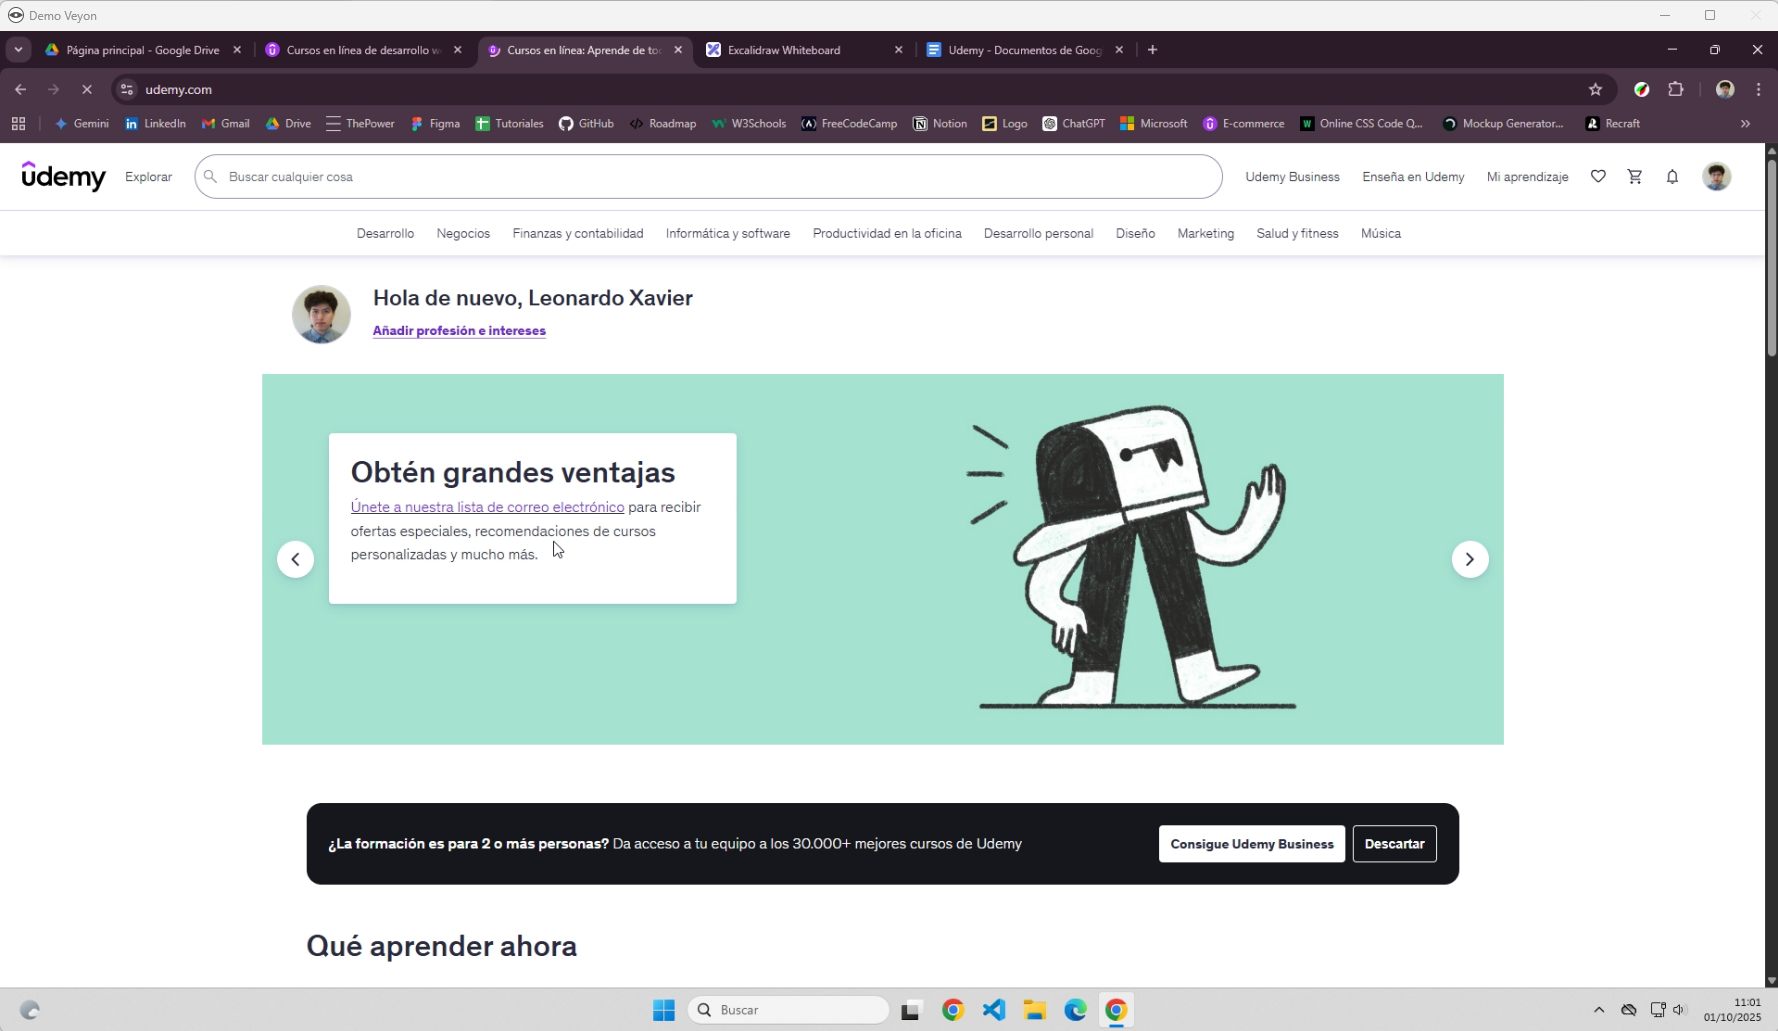 Demo Veyon
Página principal - Google Drive
Cursos en línea de desarrollo w
Cursos en línea: Aprende de to
Excalidraw Whiteboard
Udemy - Documentos de Goog
udemy.com
Gemini
LinkedIn
Gmail
Drive
ThePower
Figma
Tutoriales
GitHub
Roadmap
W3Schools
FreeCodeCamp
Notion
Logo
ChatGPT
Microsoft
E-commerce
Online CSS Code Q...
Mockup Generator...
Recraft
udemy
Explorar
Buscar cualquier cosa
Udemy Business
Enseña en Udemy
Mi aprendizaje
Desarrollo
Negocios
Finanzas y contabilidad
Informática y software
Productividad en la oficina
Desarrollo personal
Diseño
Marketing
Salud y fitness
Música
Hola de nuevo, Leonardo Xavier
Añadir profesión e intereses
Obtén grandes ventajas
Únete a nuestra lista de correo electrónico para recibir
ofertas especiales, recomendaciones de cursos
personalizadas y mucho más.
¿La formación es para 2 o más personas? Da acceso a tu equipo a los 30.000+ mejores cursos de Udemy
Consigue Udemy Business
Descartar
Qué aprender ahora
Buscar
11:01
01/10/2025